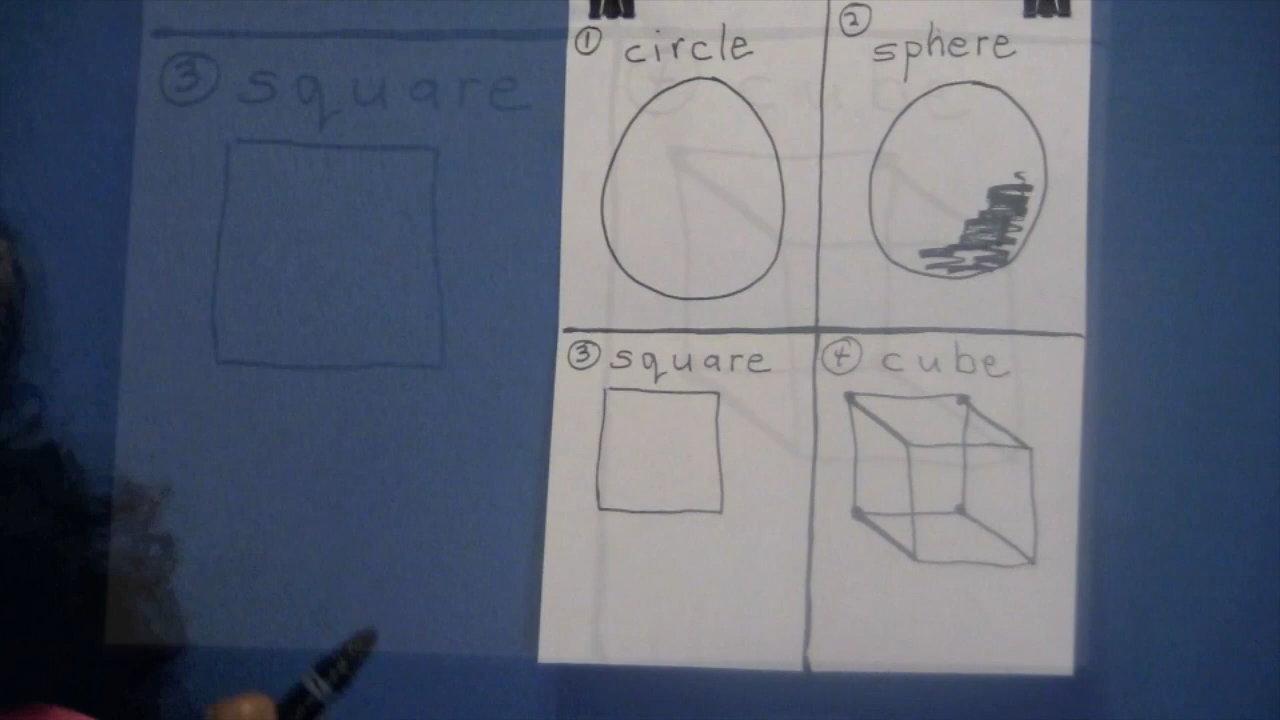 ① circle
② sphere
③ square
④ cube
③ square